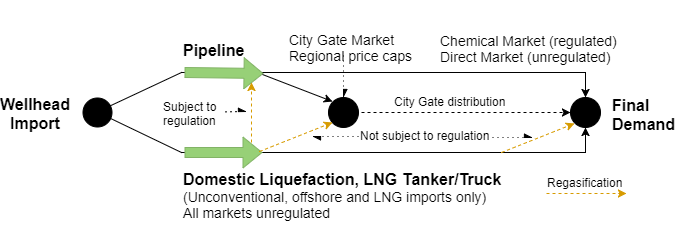 Pipeline
City Gate Market
Regional price caps
Chemical Market (regulated)
Direct Market (unregulated)
Wellhead
Import
Subject to
regulation
City Gate distribution
Final
Demand
Not subject to regulation
Domestic Liquefaction, LNG Tanker/Truck
(Unconventional, offshore and LNG imports only)
All markets unregulated
Regasification